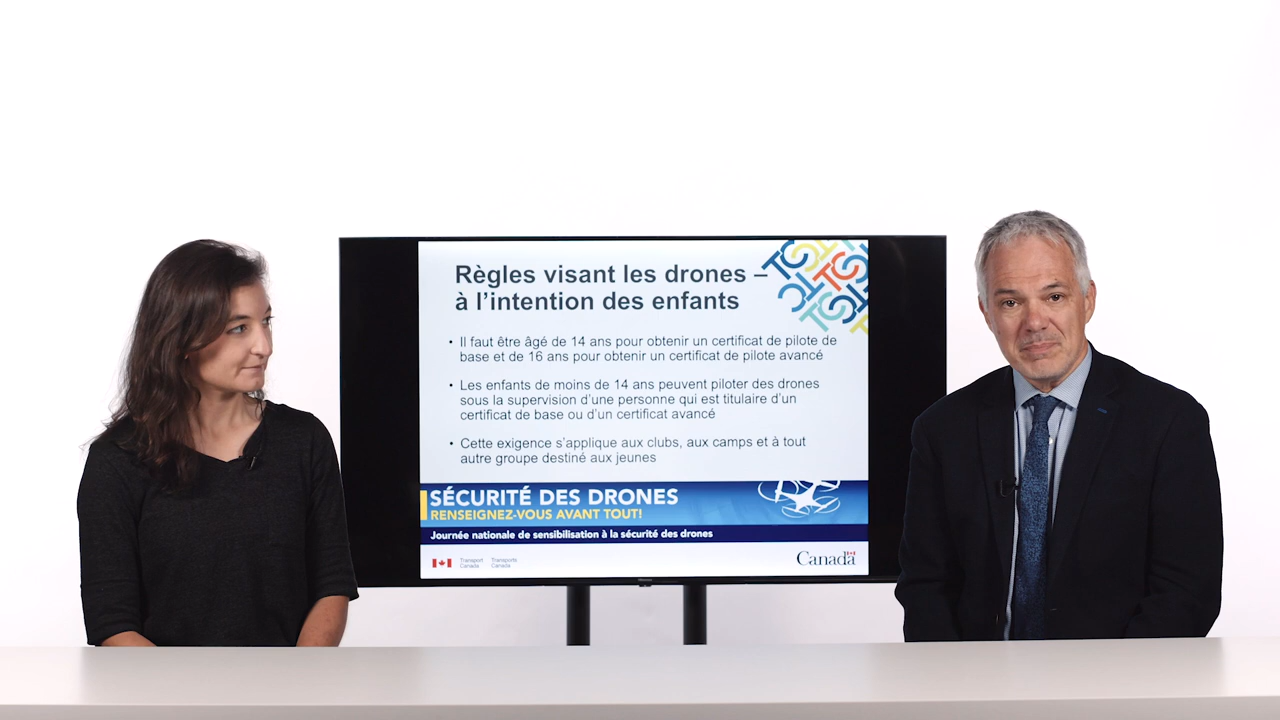 Règles visant les drones –
à l’intention des enfants
• Il faut être âgé de 14 ans pour obtenir un certificat de pilote de
base et de 16 ans pour obtenir un certificat de pilote avancé
• Les enfants de moins de 14 ans peuvent piloter des drones
sous la supervision d’une personne qui est titulaire d’un
certificat de base ou d’un certificat avancé
• Cette exigence s’applique aux clubs, aux camps et à tout
autre groupe destiné aux jeunes
SÉCURITÉ DES DRONES
RENSEIGNEZ-VOUS AVANT TOUT!
Journée nationale de sensibilisation à la sécurité des drones
Transport Transports
Canada Canada
Canada